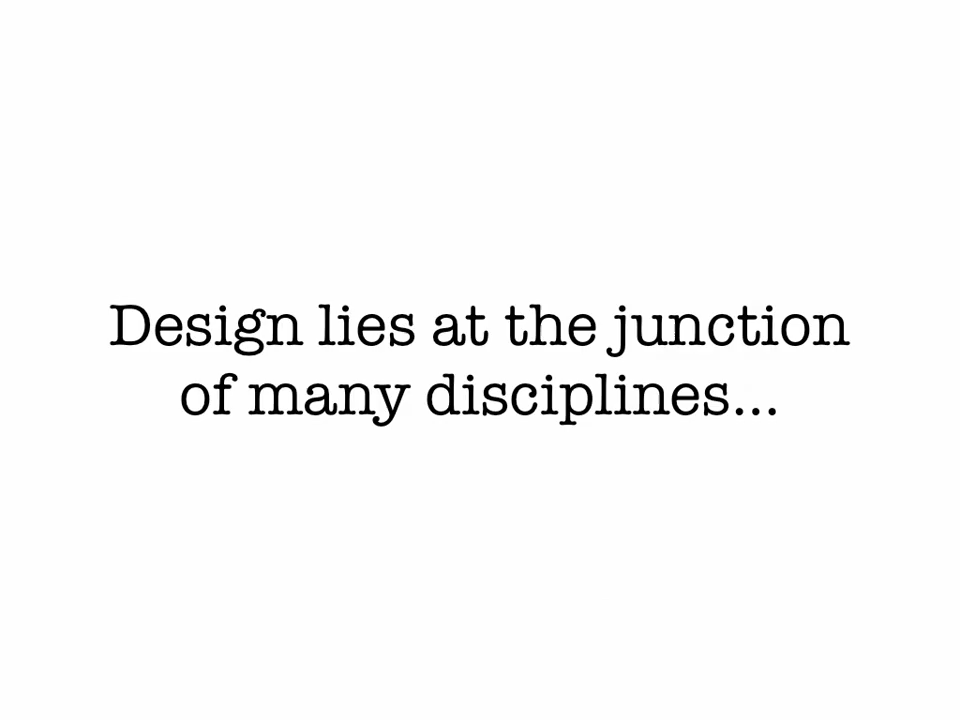 Design lies at the junction
of many disciplines...